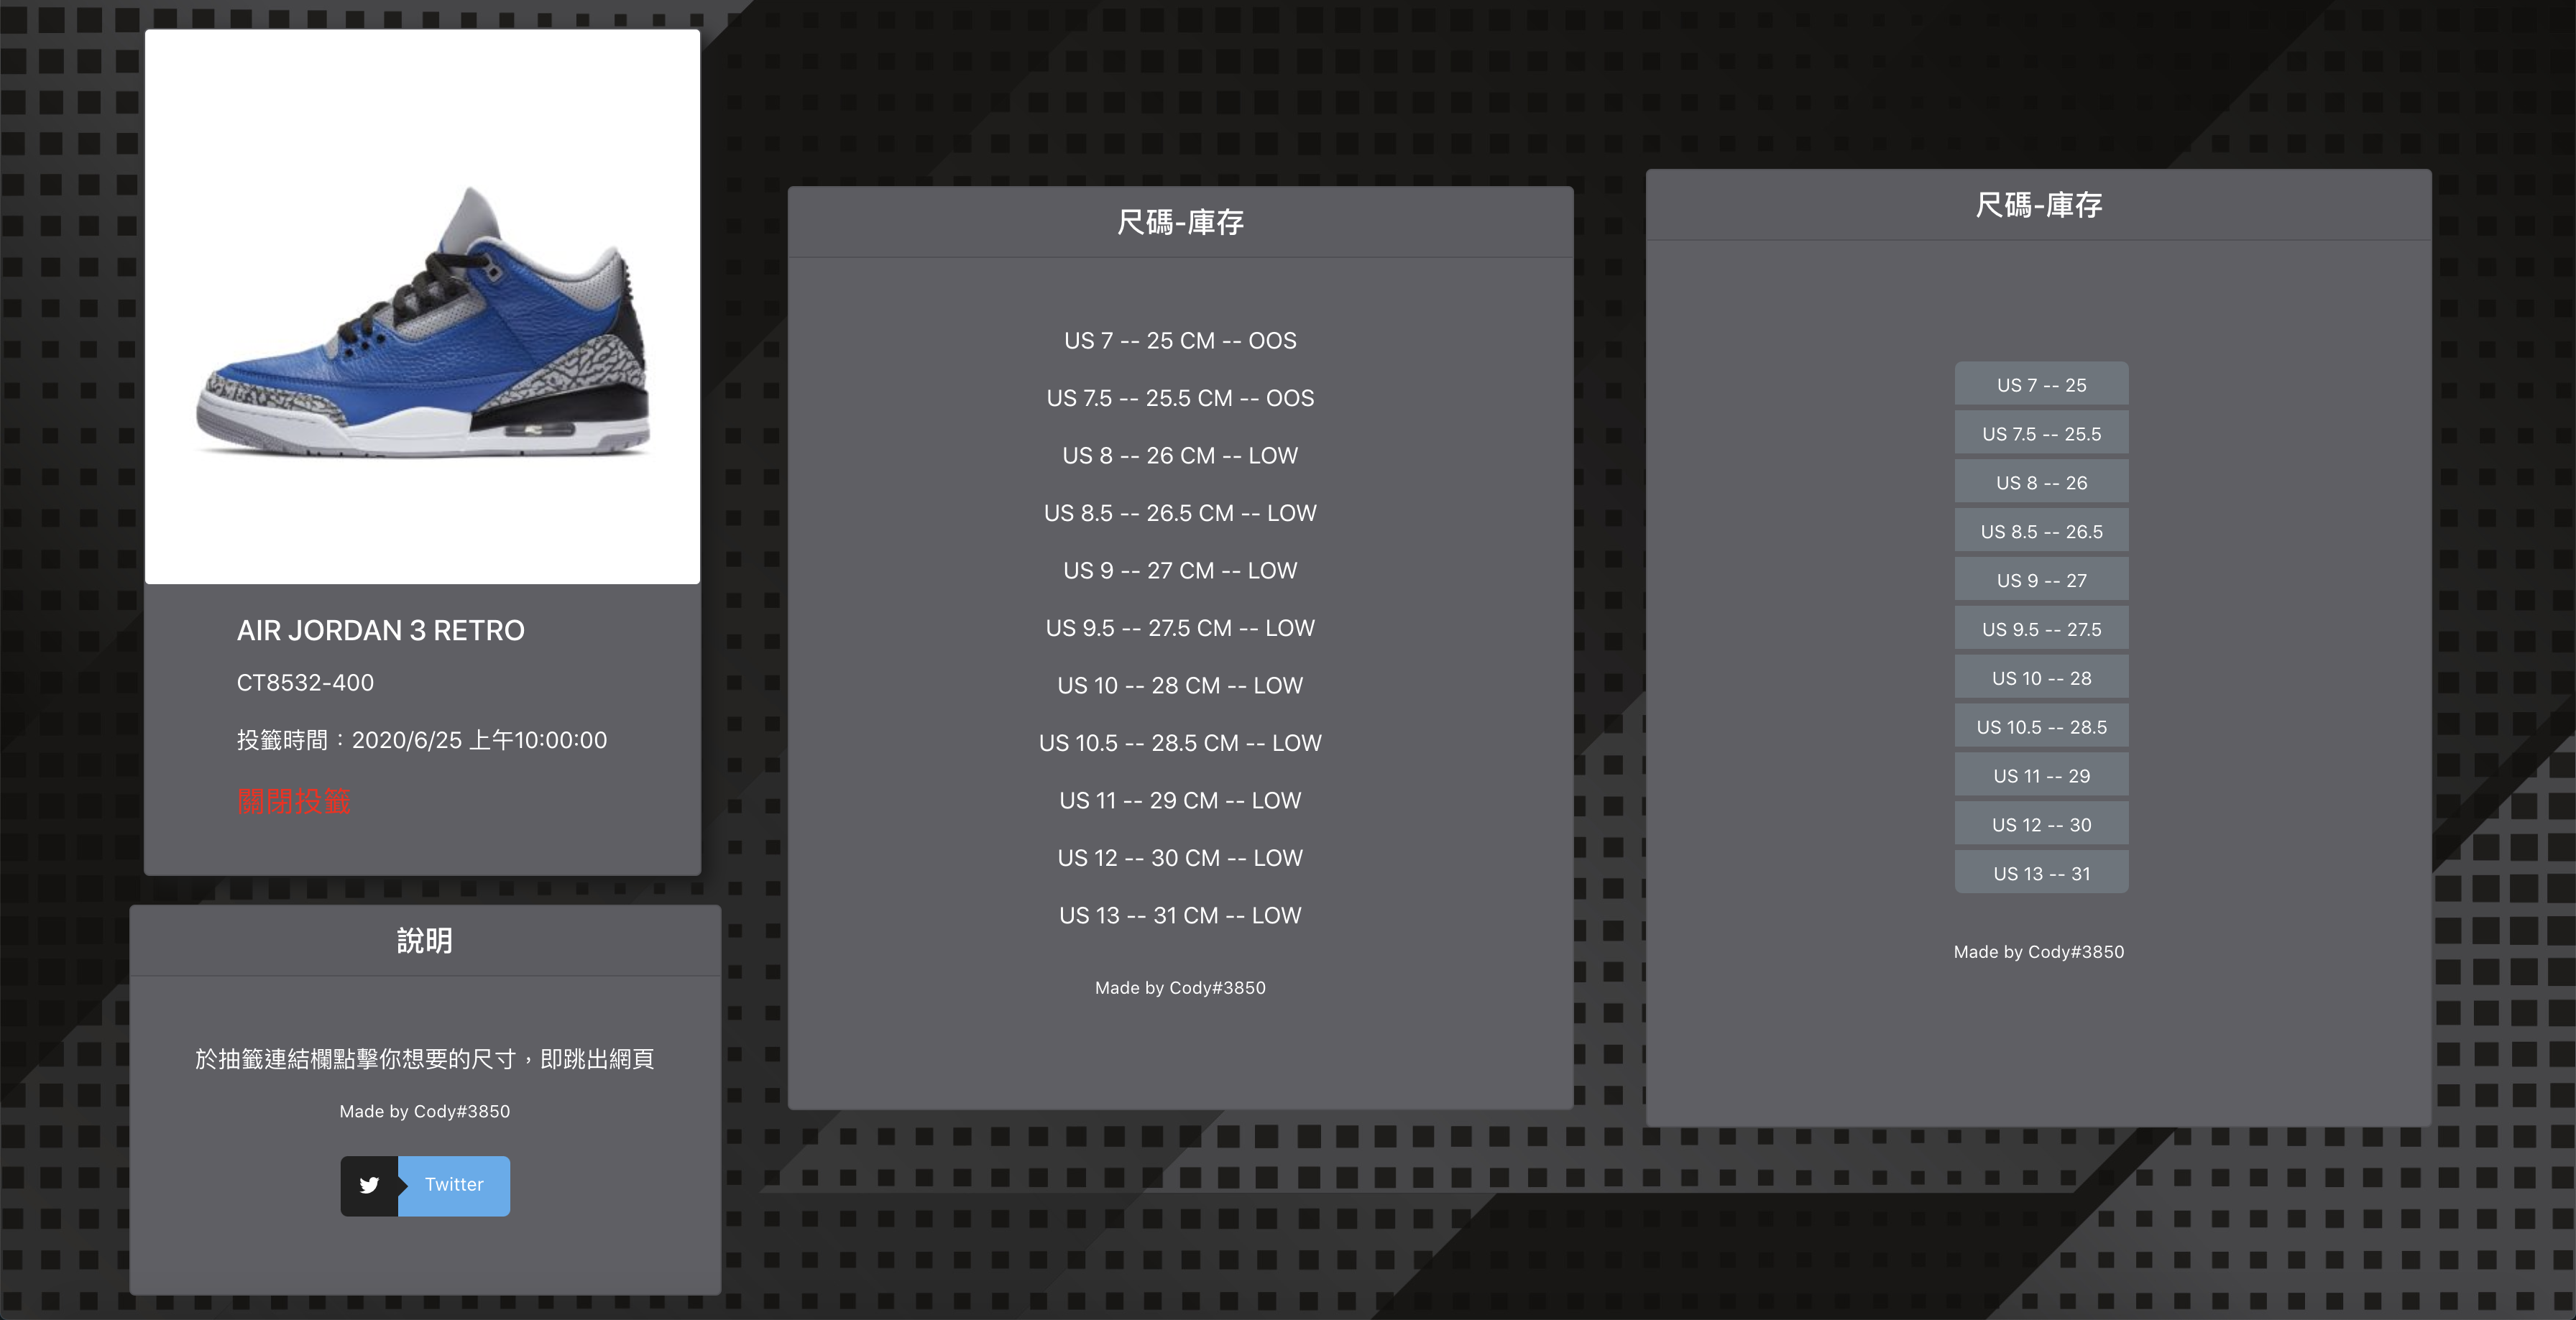 AIR JORDAN 3 RETRO
CT8532-400
投籤時間：2020/6/25 上午10:00:00
關閉投籤
說明
於抽籤連結欄點擊你想要的尺寸，即跳出網頁
Made by Cody#3850
Twitter
尺碼-庫存
US 7 -- 25 CM -- OOS
US 7.5 -- 25.5 CM -- OOS
US 8 -- 26 CM -- LOW
US 8.5 -- 26.5 CM -- LOW
US 9 -- 27 CM -- LOW
US 9.5 -- 27.5 CM -- LOW
US 10 -- 28 CM -- LOW
US 10.5 -- 28.5 CM -- LOW
US 11 -- 29 CM -- LOW
US 12 -- 30 CM -- LOW
US 13 -- 31 CM -- LOW
Made by Cody#3850
尺碼-庫存
US 7 -- 25
US 7.5 -- 25.5
US 8 -- 26
US 8.5 -- 26.5
US 9 -- 27
US 9.5 -- 27.5
US 10 -- 28
US 10.5 -- 28.5
US 11 -- 29
US 12 -- 30
US 13 -- 31
Made by Cody#3850